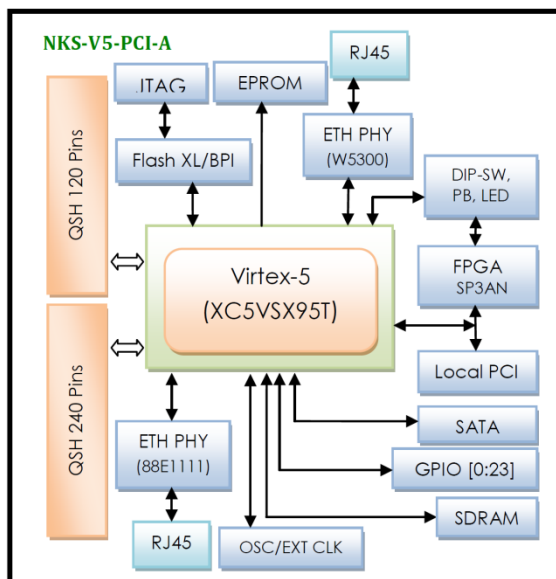 NKS-V5-PCI-A
RJ45
JTAG
EPROM
QSH 120 Pins
Flash XL/BPI
ETH PHY
(W5300)
DIP-SW,
PB, LED
Virtex-5
(XC5VSX95T)
FPGA
SP3AN
Local PCI
QSH 240 Pins
ETH PHY
(88E1111)
SATA
GPIO [0:23]
SDRAM
RJ45
OSC/EXT CLK